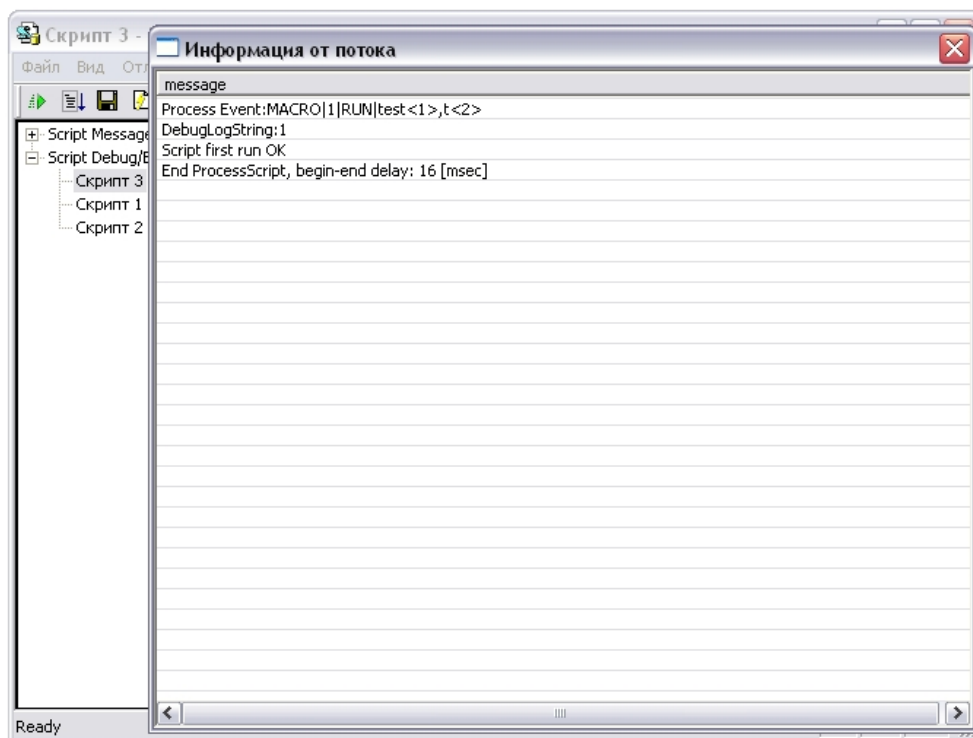 Скрипт 3 -
Информация от потока
Файл Вид
message
Process Event:MACRO|1|RUN|test<1>,t<2>
DebugLogString:1
Script first run OK
End ProcessScript, begin-end delay: 16 [msec]
Script Message
Script Debug/
Скрипт 3
Скрипт 1
Скрипт 2
Ready